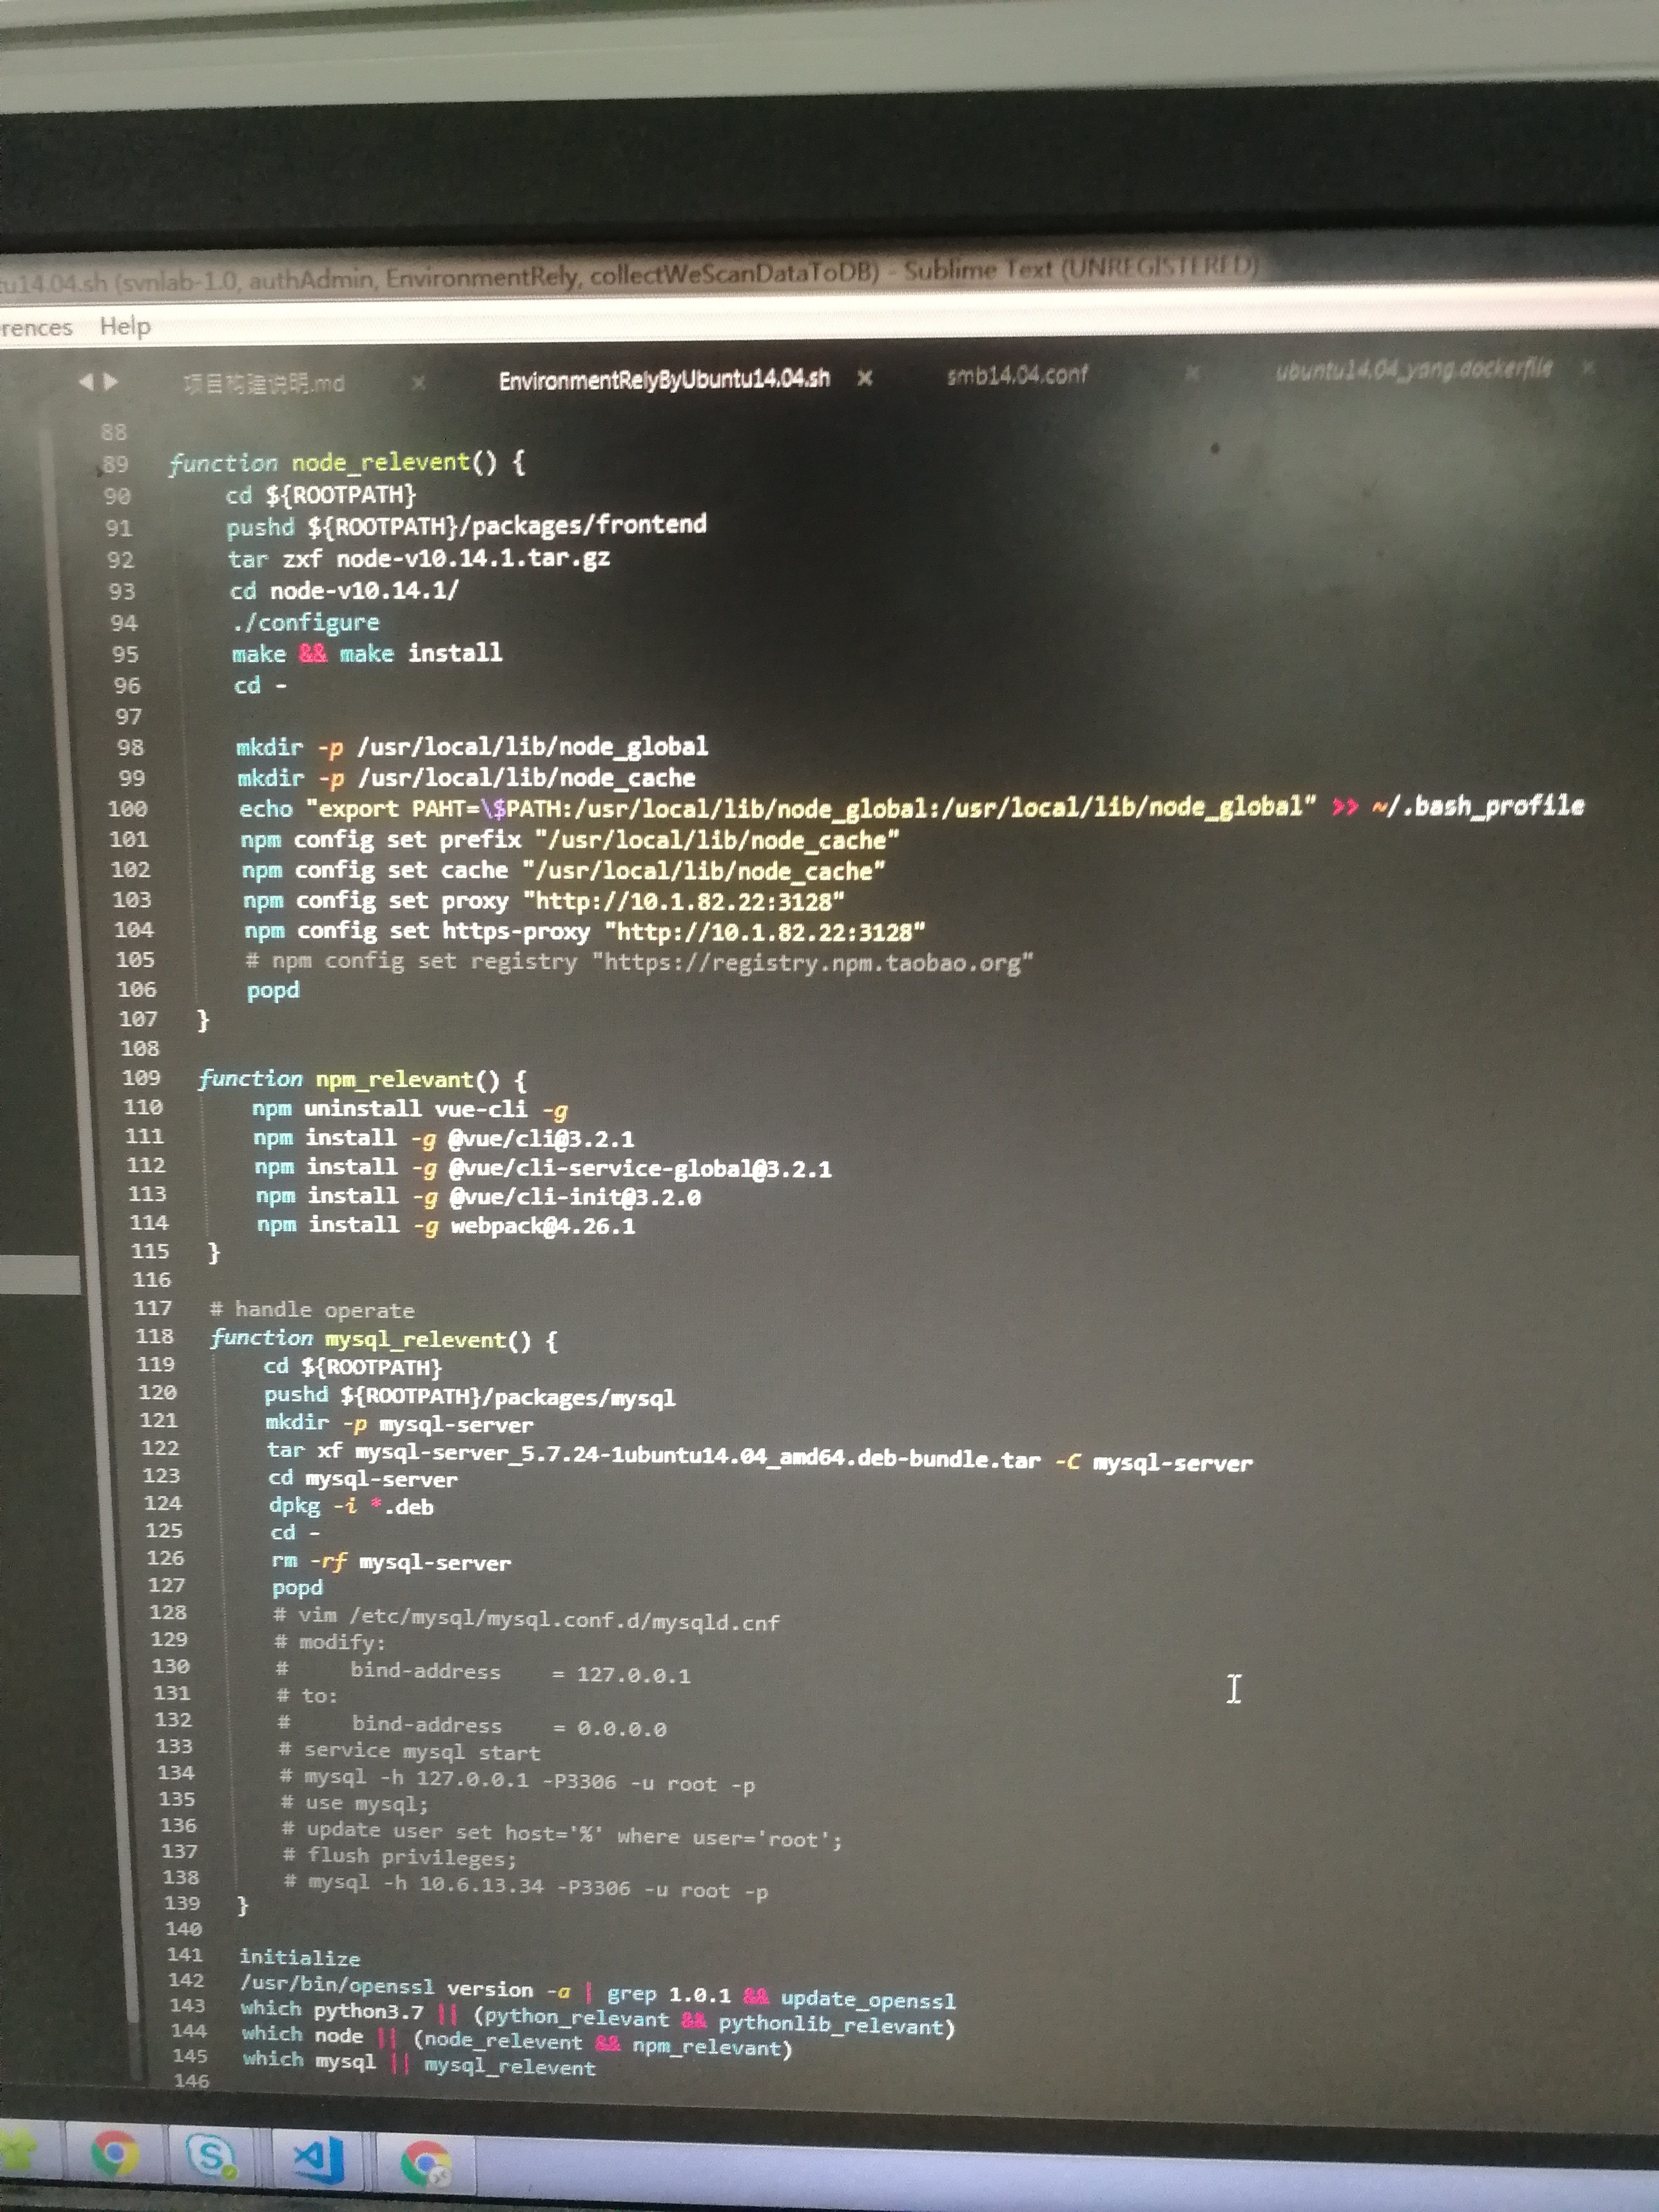 tu14.04.sh (svnlab-1.0, authAdmin, EnvironmentRely, collectWeScanDataToDB) - Sublime Text (UNREGISTERED)
rences Help
项目构建说明.md × EnvironmentRelyByUbuntu14.04.sh × smb14.04.conf × ubuntu14.04_yang.dockerfile ×
88
89 function node_relevent() {
90 cd ${ROOTPATH}
91 pushd ${ROOTPATH}/packages/frontend
92 tar zxf node-v10.14.1.tar.gz
93 cd node-v10.14.1/
94 ./configure
95 make && make install
96 cd -
97
98 mkdir -p /usr/local/lib/node_global
99 mkdir -p /usr/local/lib/node_cache
100 echo "export PAHT=\$PATH:/usr/local/lib/node_global:/usr/local/lib/node_global" >> ~/.bash_profile
101 npm config set prefix "/usr/local/lib/node_cache"
102 npm config set cache "/usr/local/lib/node_cache"
103 npm config set proxy "http://10.1.82.22:3128"
104 npm config set https-proxy "http://10.1.82.22:3128"
105 # npm config set registry "https://registry.npm.taobao.org"
106 popd
107 }
108
109 function npm_relevant() {
110 npm uninstall vue-cli -g
111 npm install -g @vue/cli@3.2.1
112 npm install -g @vue/cli-service-global@3.2.1
113 npm install -g @vue/cli-init@3.2.0
114 npm install -g webpack@4.26.1
115 }
116
117 # handle operate
118 function mysql_relevent() {
119 cd ${ROOTPATH}
120 pushd ${ROOTPATH}/packages/mysql
121 mkdir -p mysql-server
122 tar xf mysql-server_5.7.24-1ubuntu14.04_amd64.deb-bundle.tar -C mysql-server
123 cd mysql-server
124 dpkg -i *.deb
125 cd -
126 rm -rf mysql-server
127 popd
128 # vim /etc/mysql/mysql.conf.d/mysqld.cnf
129 # modify:
130 # bind-address = 127.0.0.1
131 # to:
132 # bind-address = 0.0.0.0
133 # service mysql start
134 # mysql -h 127.0.0.1 -P3306 -u root -p
135 # use mysql;
136 # update user set host='%' where user='root';
137 # flush privileges;
138 # mysql -h 10.6.13.34 -P3306 -u root -p
139 }
140
141 initialize
142 /usr/bin/openssl version -a | grep 1.0.1 && update_openssl
143 which python3.7 || (python_relevant && pythonlib_relevant)
144 which node || (node_relevent && npm_relevant)
145 which mysql || mysql_relevent
146